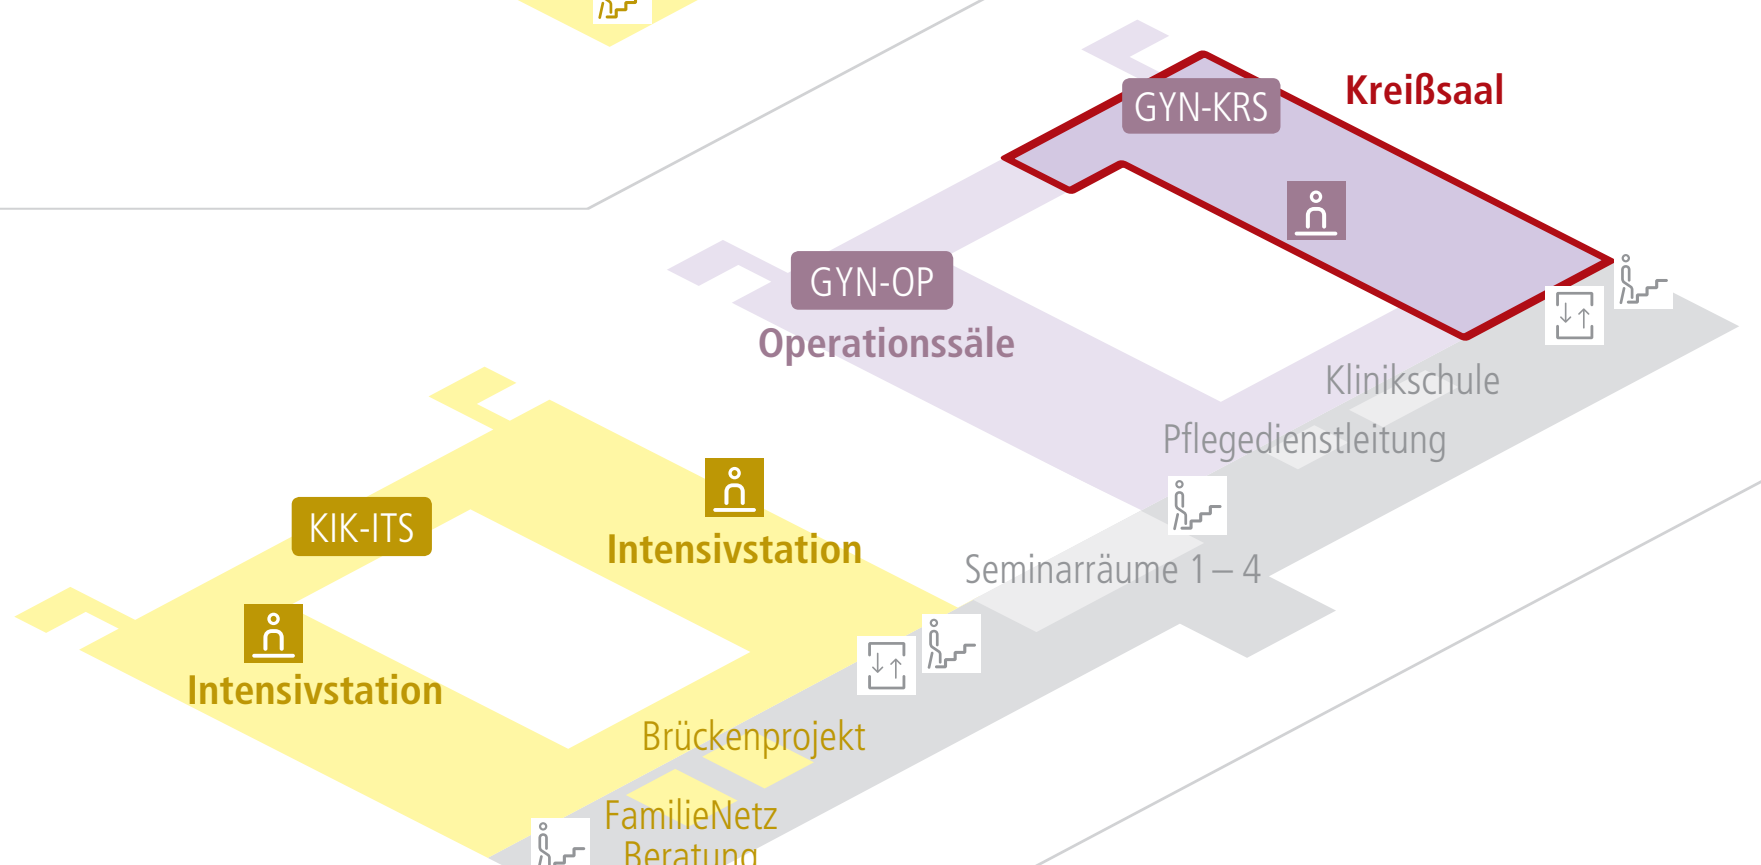 Kreißsaal
GYN-KRS
GYN-OP
Operationssäle
Klinikschule
Pflegedienstleitung
KIK-ITS
Intensivstation
Seminarräume 1 – 4
Intensivstation
Brückenprojekt
FamilieNetz
Beratung